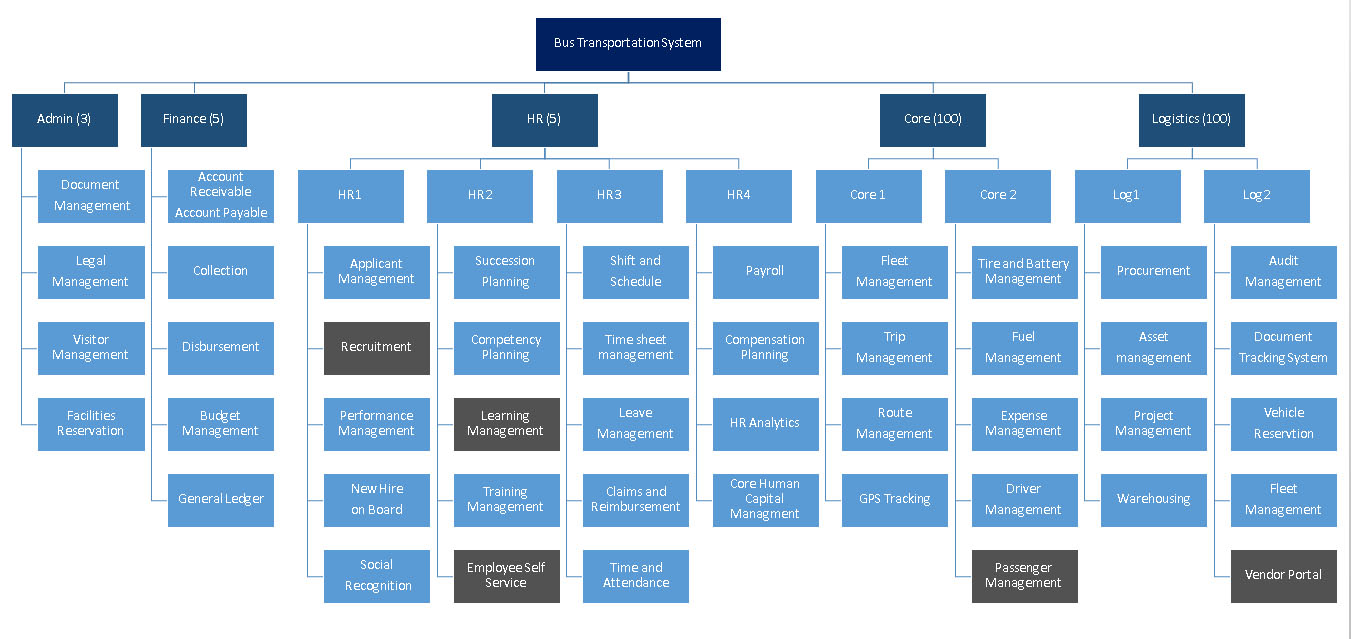 Bus Transportation System
Admin (3)
Finance (5)
HR (5)
Core (100)
Logistics (100)
Document
Management
Legal
Management
Visitor
Management
Facilities
Reservation
Account
Receivable
Account Payable
Collection
Disbursement
Budget
Management
General Ledger
HR1
Applicant
Management
Recruitment
Performance
Management
New Hire
on Board
Social
Recognition
HR2
Succession
Planning
Competency
Planning
Learning
Management
Training
Management
Employee Self
Service
HR3
Shift and
Schedule
Time sheet
management
Leave
Management
Claims and
Reimbursement
Time and
Attendance
HR4
Payroll
Compensation
Planning
HR Analytics
Core Human
Capital
Managment
Core 1
Fleet
Management
Trip
Management
Route
Management
GPS Tracking
Core 2
Tire and Battery
Management
Fuel
Management
Expense
Management
Driver
Management
Passenger
Management
Log1
Procurement
Asset
management
Project
Management
Warehousing
Log2
Audit
Management
Document
Tracking System
Vehicle
Reservtion
Fleet
Management
Vendor Portal